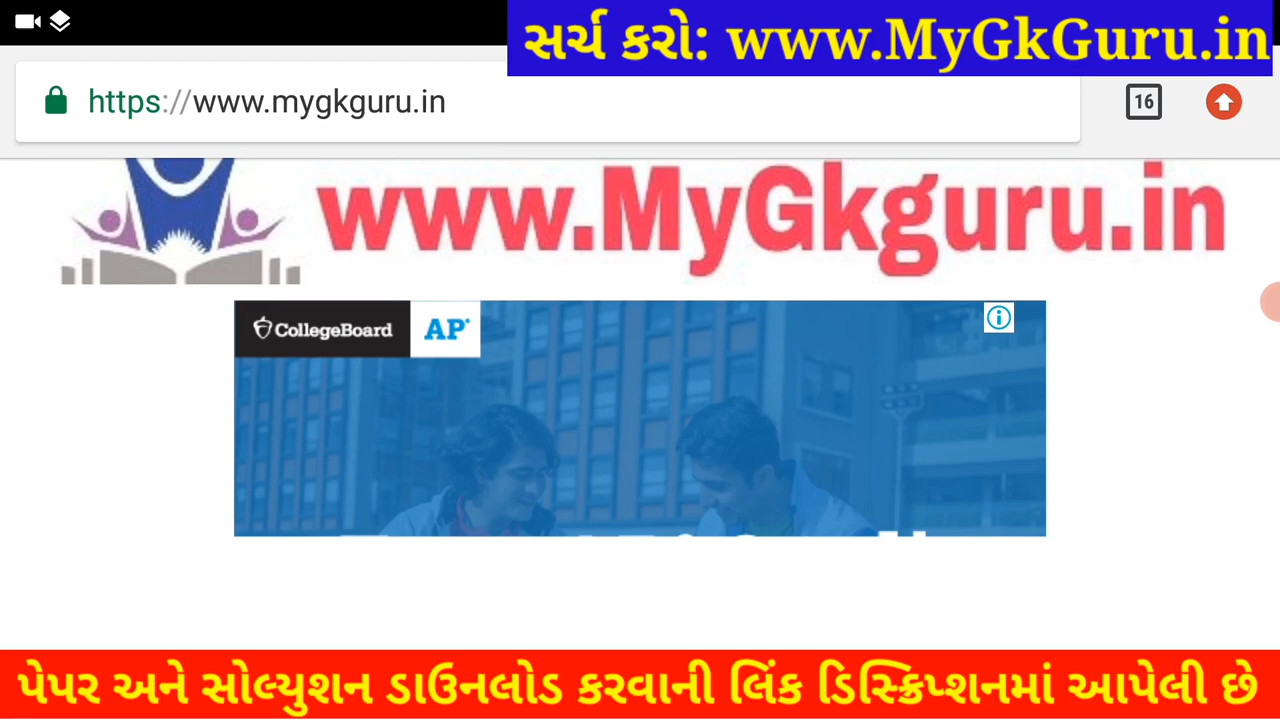 સર્ચ કરો: www.MyGkGuru.in
https://www.mygkguru.in
16
www.MyGkguru.in
CollegeBoard AP
પેપર અને સોલ્યુશન ડાઉનલોડ કરવાની લિંક ડિસ્ક્રિપ્શનમાં આપેલી છે